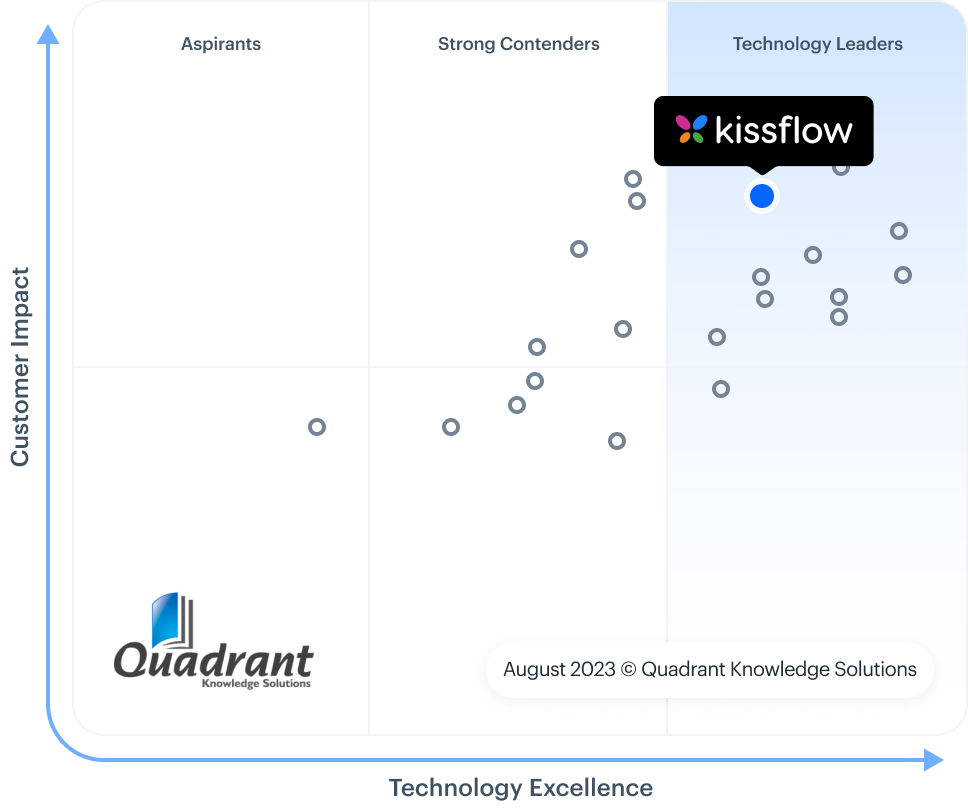 Aspirants
Strong Contenders
Technology Leaders
kissflow
Customer Impact
Quadrant
Knowledge Solutions
August 2023 © Quadrant Knowledge Solutions
Technology Excellence